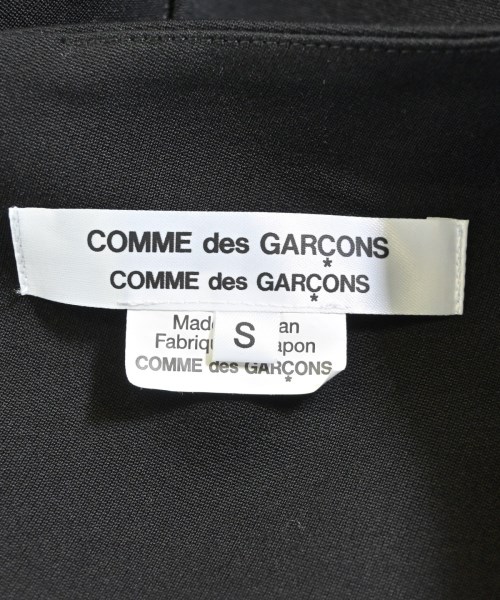 COMME des GARÇONS
COMME des GARÇONS
Made an
Fabriqu apon
S
COMME des GARÇONS